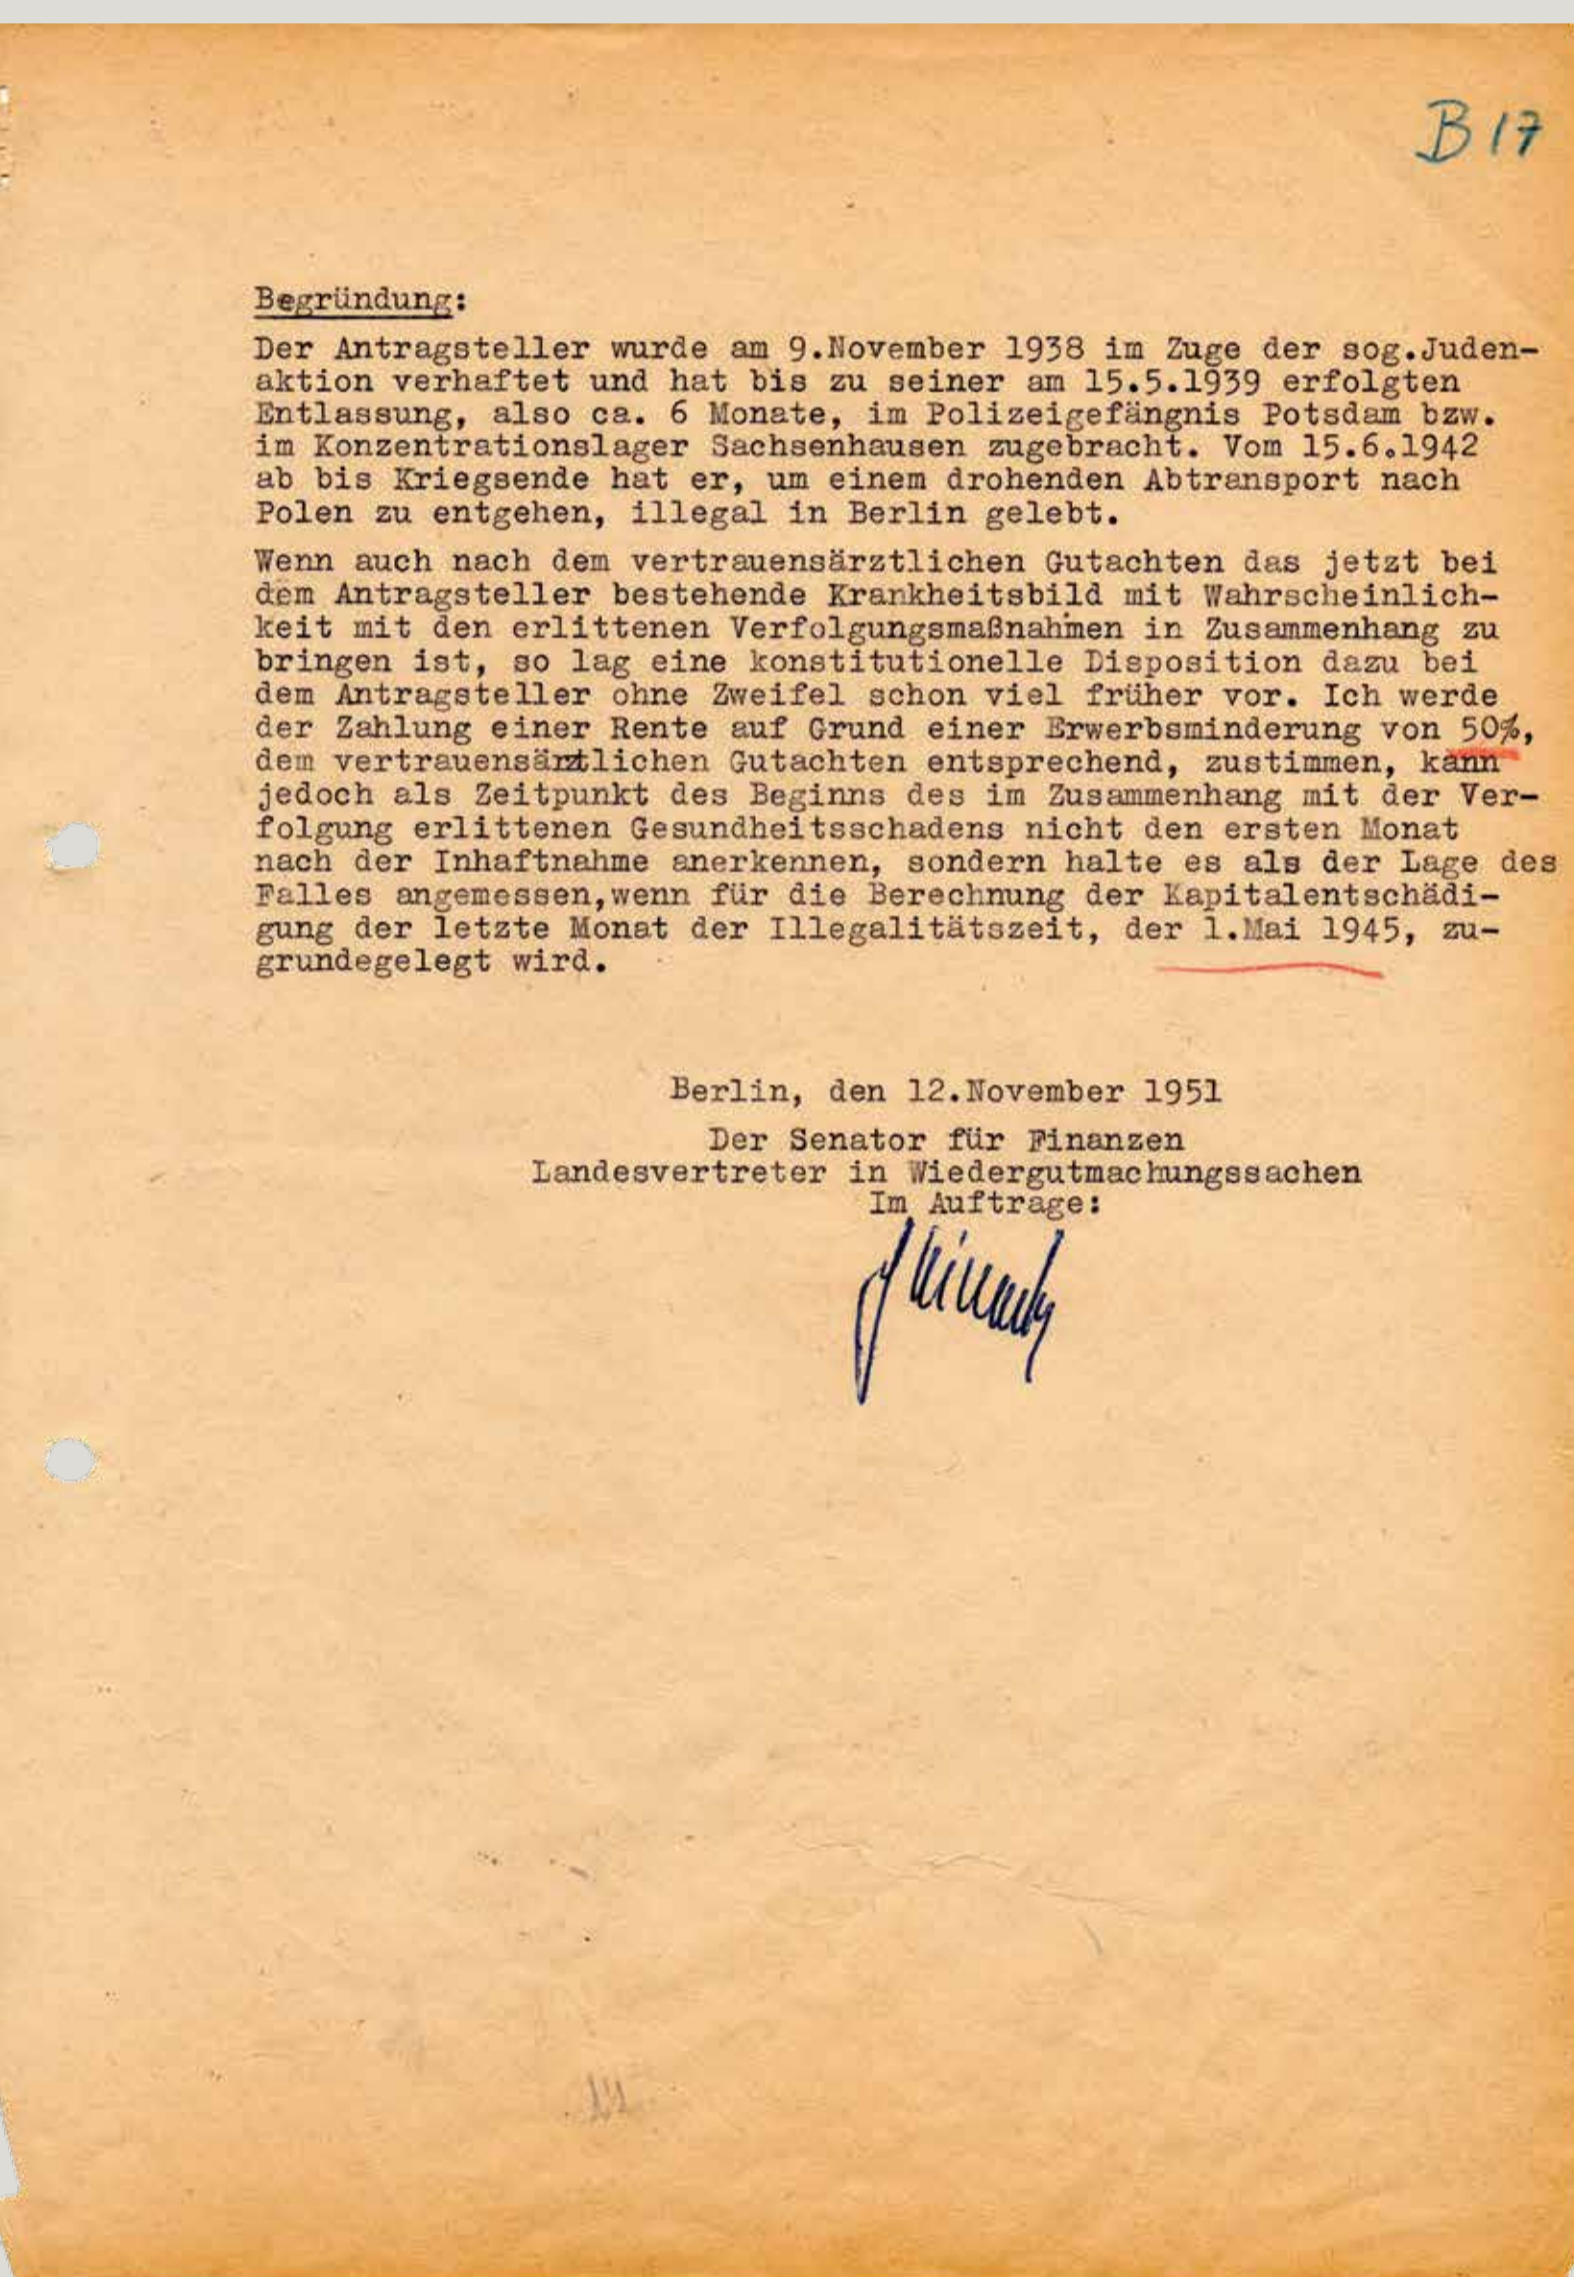 B 17
Begründung:
Der Antragsteller wurde am 9.November 1938 im Zuge der sog.Juden-
aktion verhaftet und hat bis zu seiner am 15.5.1939 erfolgten
Entlassung, also ca. 6 Monate, im Polizeigefängnis Potsdam bzw.
im Konzentrationslager Sachsenhausen zugebracht. Vom 15.6.1942
ab bis Kriegsende hat er, um einem drohenden Abtransport nach
Polen zu entgehen, illegal in Berlin gelebt.
Wenn auch nach dem vertrauensärztlichen Gutachten das jetzt bei
dem Antragsteller bestehende Krankheitsbild mit Wahrscheinlich-
keit mit den erlittenen Verfolgungsmaßnahmen in Zusammenhang zu
bringen ist, so lag eine konstitutionelle Disposition dazu bei
dem Antragsteller ohne Zweifel schon viel früher vor. Ich werde
der Zahlung einer Rente auf Grund einer Erwerbsminderung von 50%,
dem vertrauensärztlichen Gutachten entsprechend, zustimmen, kann
jedoch als Zeitpunkt des Beginns des im Zusammenhang mit der Ver-
folgung erlittenen Gesundheitsschadens nicht den ersten Monat
nach der Inhaftnahme anerkennen, sondern halte es als der Lage des
Falles angemessen,wenn für die Berechnung der Kapitalentschädi-
gung der letzte Monat der Illegalitätszeit, der 1.Mai 1945, zu-
grundegelegt wird.
Berlin, den 12.November 1951
Der Senator für Finanzen
Landesvertreter in Wiedergutmachungssachen
Im Auftrage: